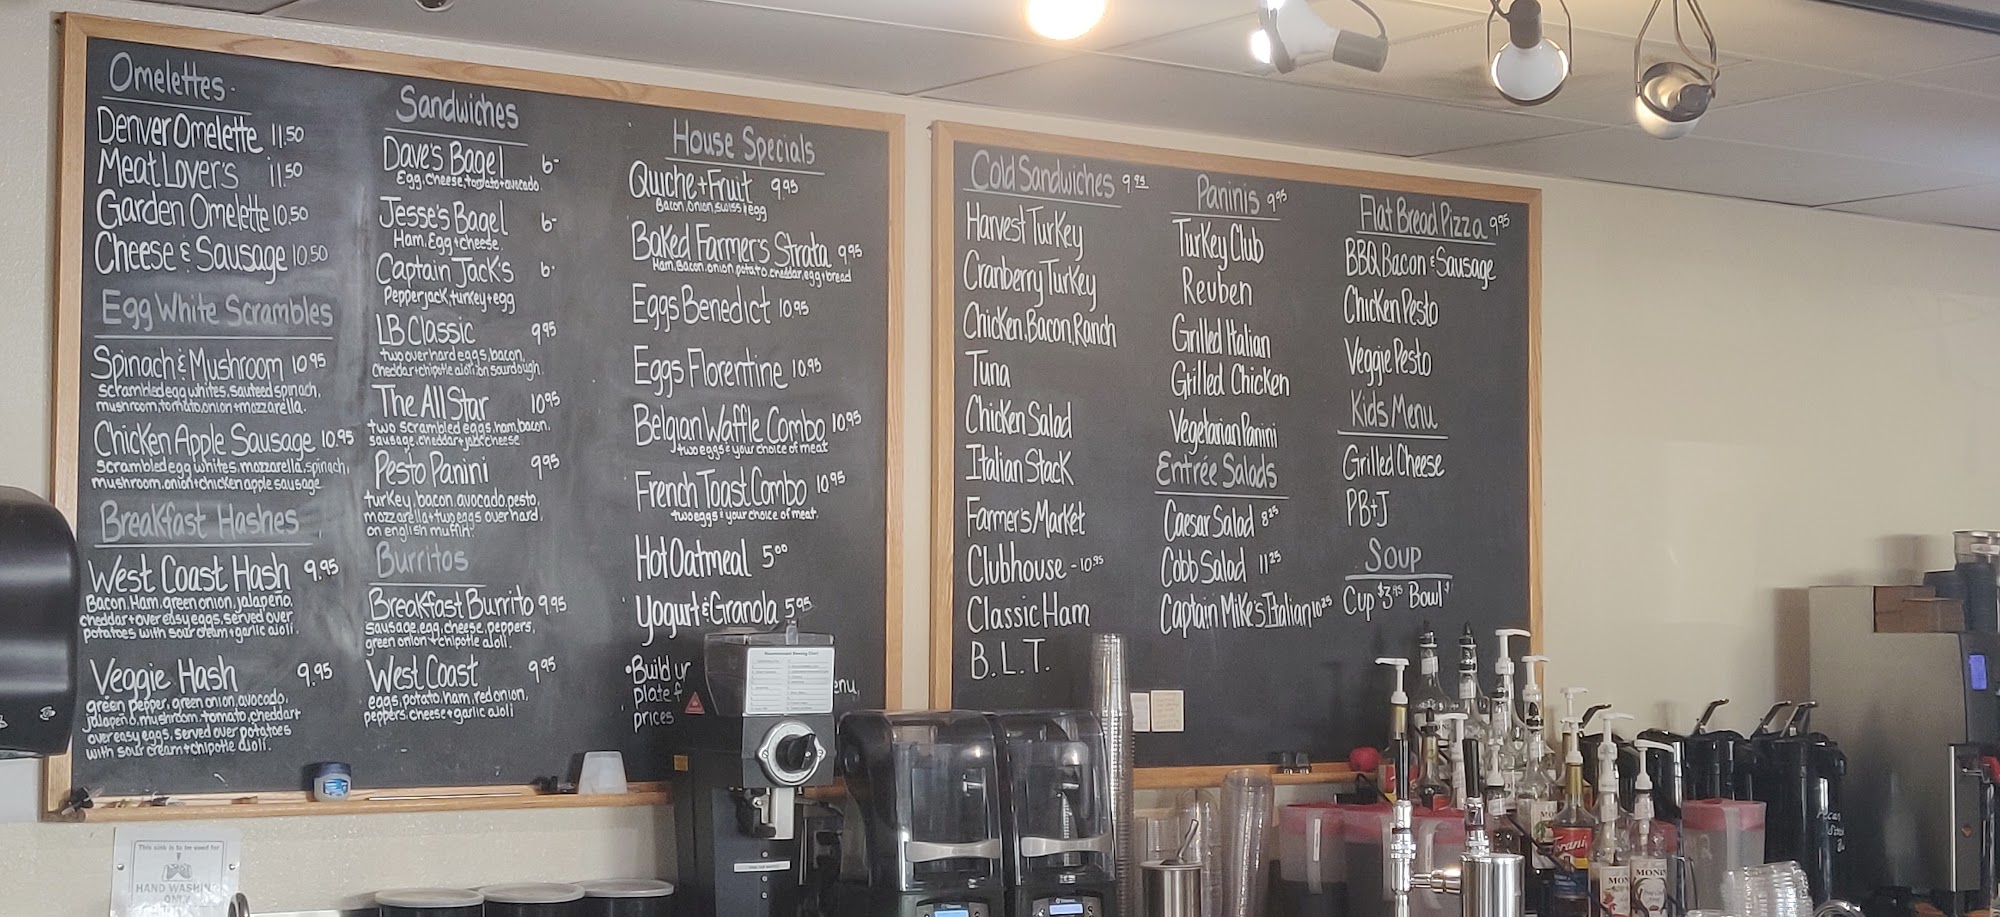 Omelettes
Denver Omelette 11.50
Meat Lover's 11.50
Garden Omelette 10.50
Cheese & Sausage 10.50
Egg White Scrambles
Spinach & Mushroom 10.95
scrambled egg whites, sauteed spinach,
mushroom, tomato, onion + mozzarella.
Chicken Apple Sausage 10.95
scrambled egg whites, mozzarella, spinach,
mushroom, onion + chicken apple sausage
Breakfast Hashes
West Coast Hash 9.95
Bacon, Ham, green onion, jalapeño,
cheddar + over easy eggs, served over
potatoes with sour cream + garlic aioli.
Veggie Hash 9.95
green pepper, green onion, avocado,
jalapeño, mushroom, tomato, cheddar +
over easy eggs, served over potatoes
with sour cream + chipotle aioli.
Sandwiches
Dave's Bagel 6-
Egg, cheese, tomato + avocado.
Jesse's Bagel 6-
Ham, Egg + cheese.
Captain Jack's 6-
Pepperjack, turkey + egg
LB Classic 9.95
two over hard eggs, bacon,
cheddar + chipotle aioli on sourdough.
The All Star 10.95
two scrambled eggs, ham, bacon,
sausage, cheddar + jack cheese
Pesto Panini 9.95
turkey, bacon, avocado, pesto,
mozzarella + two eggs over hard,
on english muffin.
Burritos
Breakfast Burrito 9.95
sausage, egg, cheese, peppers,
green onion + chipotle aioli.
West Coast 9.95
eggs, potato, ham, red onion,
peppers, cheese + garlic aioli
House Specials
Quiche + Fruit 9.95
Bacon, onion, swiss + egg
Baked Farmer's Strata 9.95
Ham, Bacon, onion, potato, cheddar, egg + bread
Eggs Benedict 10.95
Eggs Florentine 10.95
Belgian Waffle Combo 10.95
two eggs & your choice of meat
French Toast Combo 10.95
two eggs & your choice of meat.
Hot Oatmeal 5.00
Yogurt & Granola 5.95
• Build ur
plate f enu,
prices
Cold Sandwiches 9.95
Harvest Turkey
Cranberry Turkey
Chicken, Bacon, Ranch
Tuna
Chicken Salad
Italian Stack
Farmer's Market
Clubhouse - 10.95
Classic Ham
B.L.T.
Paninis 9.95
Turkey Club
Reuben
Grilled Italian
Grilled Chicken
Vegetarian Panini
Entrée Salads
Caesar Salad 8.25
Cobb Salad 11.25
Captain Mike's Italian 10.25
Flat Bread Pizza 9.95
BBQ Bacon & Sausage
Chicken Pesto
Veggie Pesto
Kids Menu
Grilled Cheese
PB+J
Soup
Cup $3.95 Bowl $
This sink is to be used for
HAND WASHING
ONLY